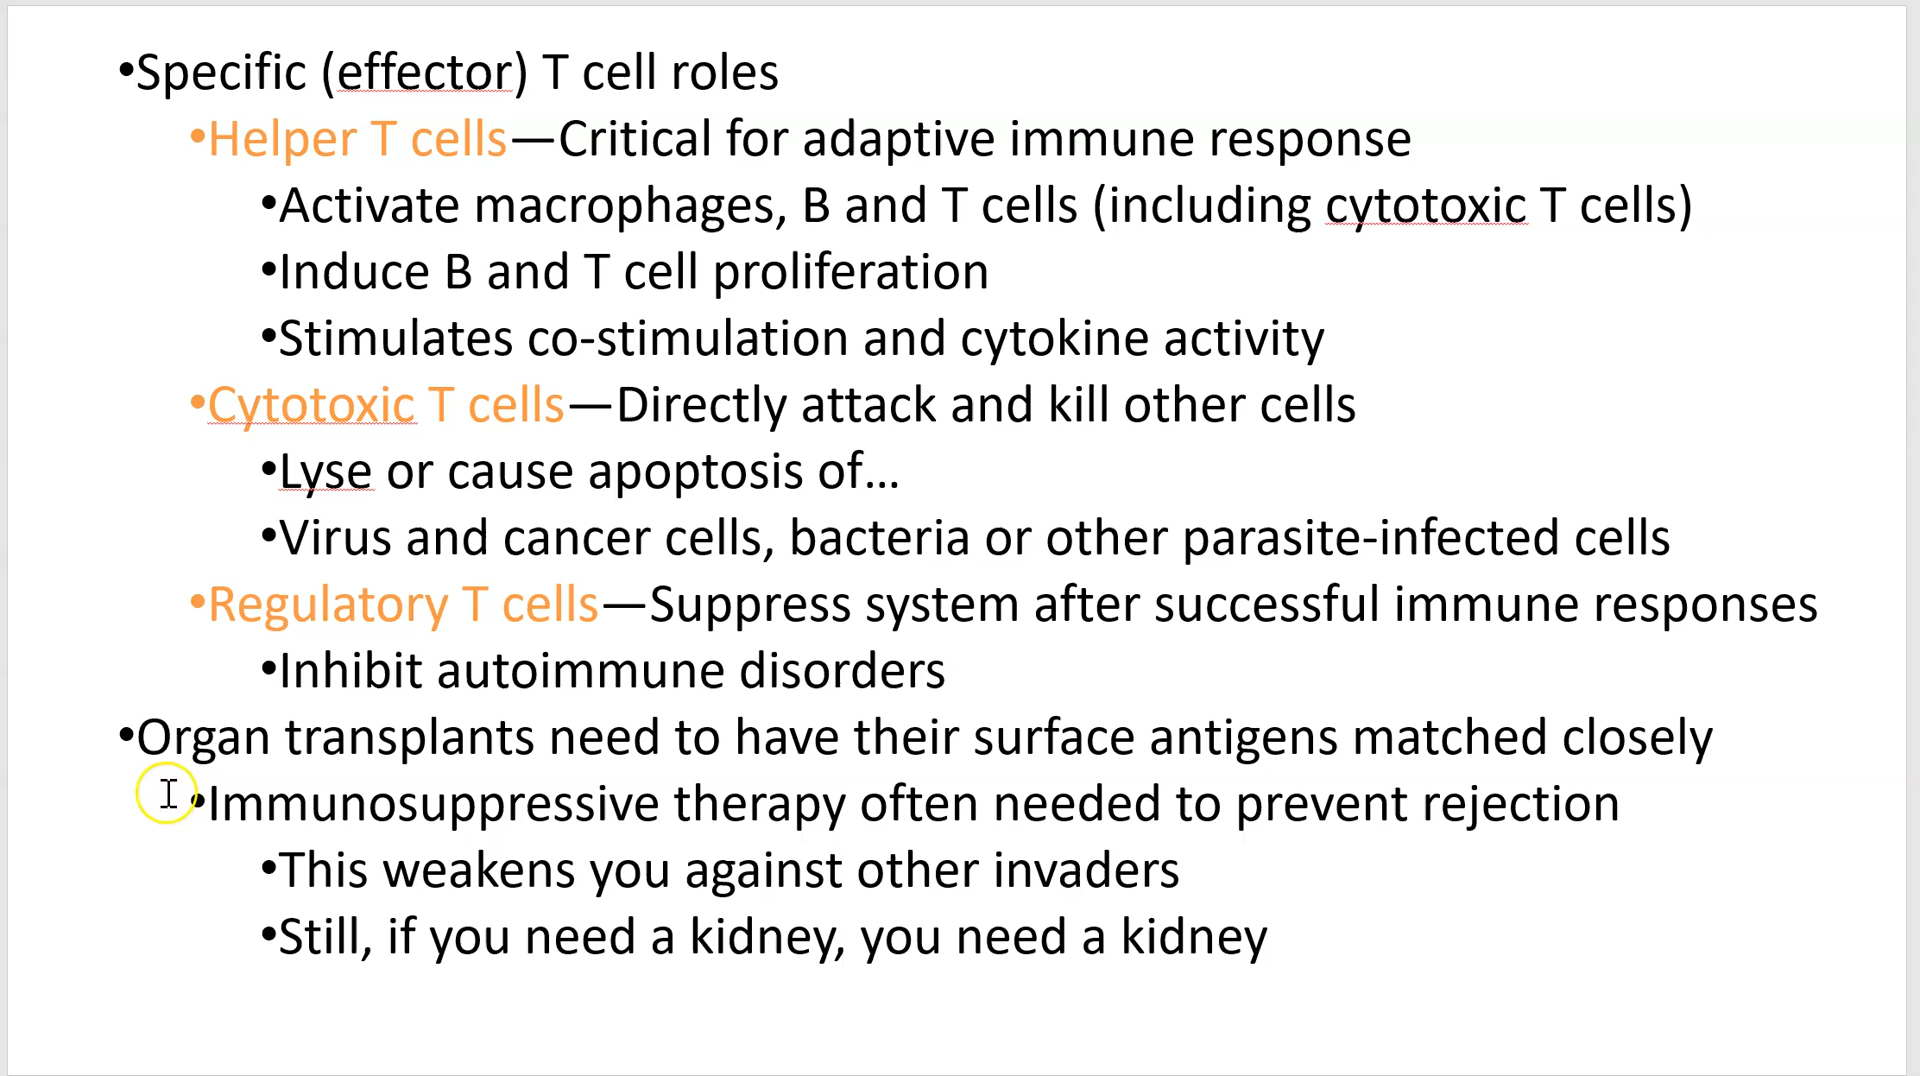 •Specific (effector) T cell roles
•Helper T cells—Critical for adaptive immune response
•Activate macrophages, B and T cells (including cytotoxic T cells)
•Induce B and T cell proliferation
•Stimulates co-stimulation and cytokine activity
•Cytotoxic T cells—Directly attack and kill other cells
•Lyse or cause apoptosis of…
•Virus and cancer cells, bacteria or other parasite-infected cells
•Regulatory T cells—Suppress system after successful immune responses
•Inhibit autoimmune disorders
•Organ transplants need to have their surface antigens matched closely
•Immunosuppressive therapy often needed to prevent rejection
•This weakens you against other invaders
•Still, if you need a kidney, you need a kidney